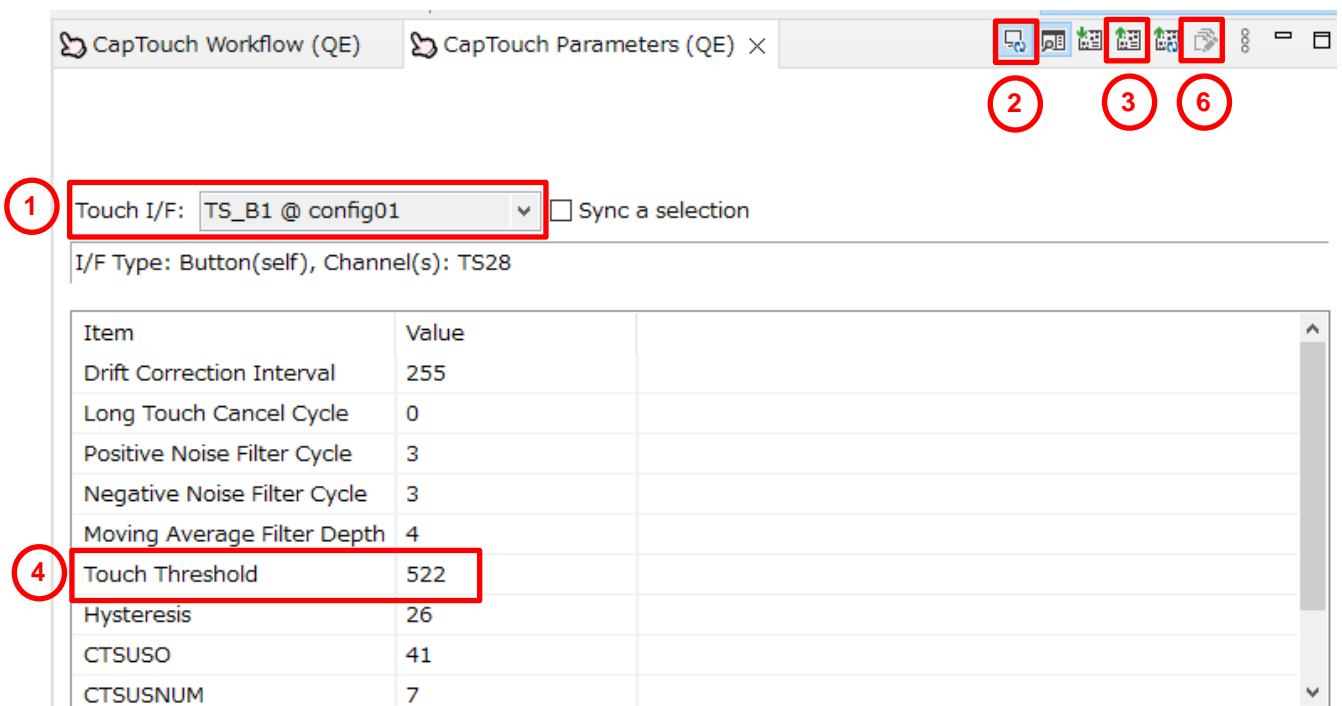 CapTouch Workflow (QE) CapTouch Parameters (QE)
2 3 6
1 Touch I/F: TS_B1 @ config01 Sync a selection
I/F Type: Button(self), Channel(s): TS28
Item Value
Drift Correction Interval 255
Long Touch Cancel Cycle 0
Positive Noise Filter Cycle 3
Negative Noise Filter Cycle 3
Moving Average Filter Depth 4
4 Touch Threshold 522
Hysteresis 26
CTSUSO 41
CTSUSNUM 7